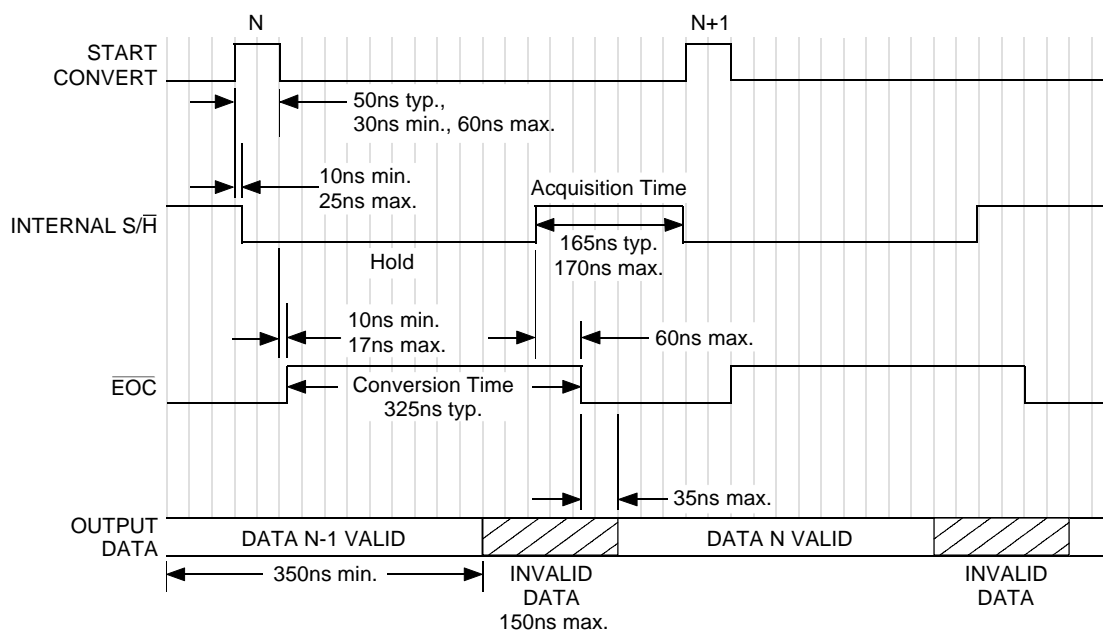 N
N+1
START
CONVERT
50ns typ.,
30ns min., 60ns max.
10ns min.
25ns max.
Acquisition Time
INTERNAL S/H̅
165ns typ.
170ns max.
Hold
10ns min.
17ns max.
60ns max.
E̅O̅C̅
Conversion Time
325ns typ.
35ns max.
OUTPUT
DATA
DATA N-1 VALID
DATA N VALID
350ns min.
INVALID
DATA
150ns max.
INVALID
DATA